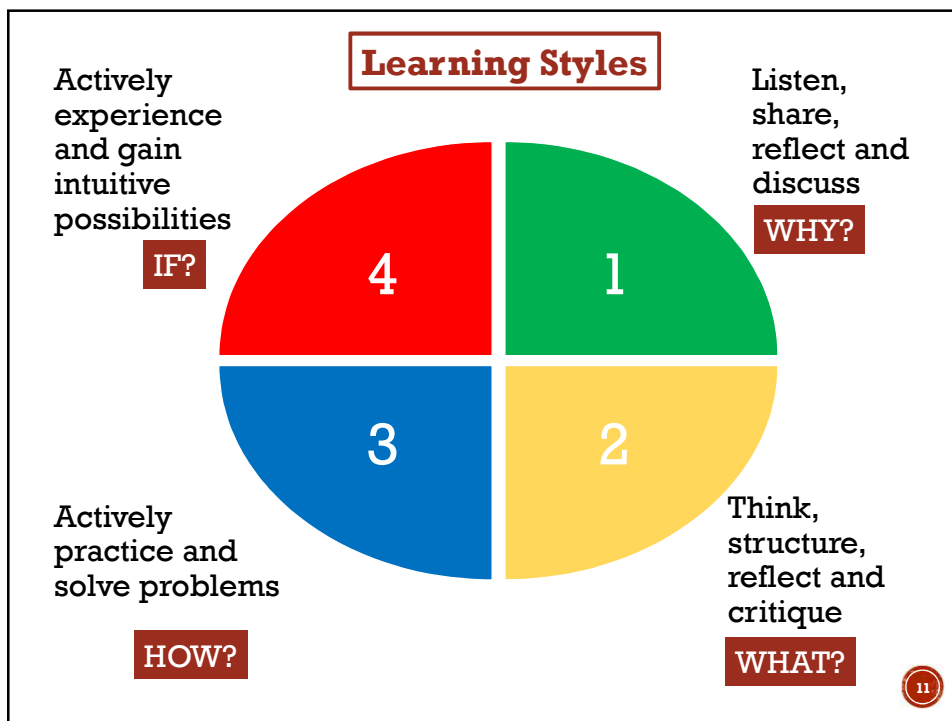 Learning Styles
Actively
experience
and gain
intuitive
possibilities
IF?
Listen,
share,
reflect and
discuss
WHY?
4
1
3
2
Actively
practice and
solve problems
HOW?
Think,
structure,
reflect and
critique
WHAT?
11